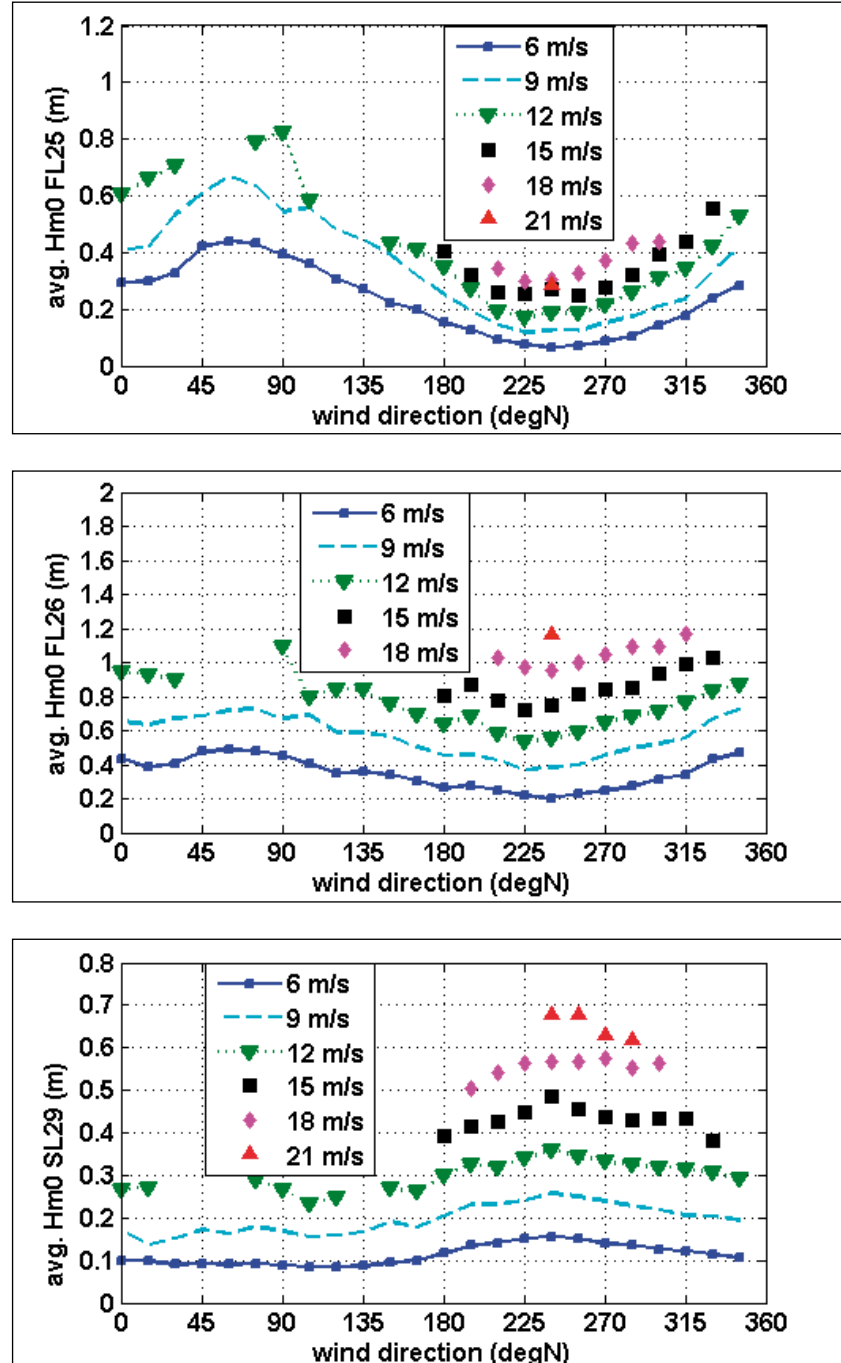 1.2
1
0.8
0.6
0.4
0.2
0
avg. Hm0 FL25 (m)
6 m/s
9 m/s
12 m/s
15 m/s
18 m/s
21 m/s
0 45 90 135 180 225 270 315 360
wind direction (degN)
2
1.8
1.6
1.4
1.2
1
0.8
0.6
0.4
0.2
0
avg. Hm0 FL26 (m)
6 m/s
9 m/s
12 m/s
15 m/s
18 m/s
0 45 90 135 180 225 270 315 360
wind direction (degN)
0.8
0.7
0.6
0.5
0.4
0.3
0.2
0.1
0
avg. Hm0 SL29 (m)
6 m/s
9 m/s
12 m/s
15 m/s
18 m/s
21 m/s
0 45 90 135 180 225 270 315 360
wind direction (degN)